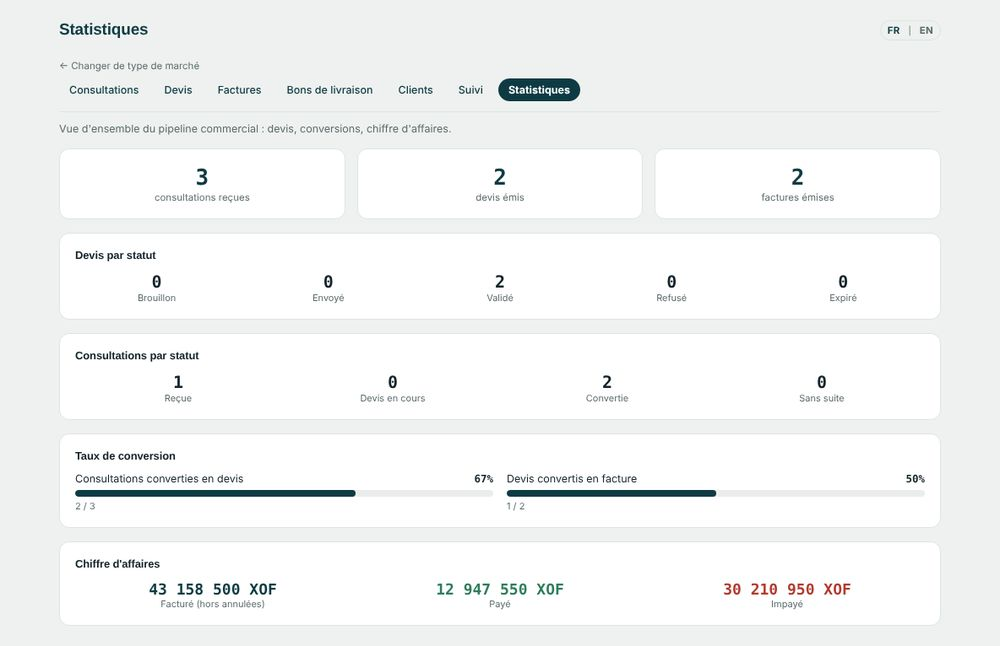 Statistiques
FR | EN
← Changer de type de marché
Consultations Devis Factures Bons de livraison Clients Suivi Statistiques
Vue d'ensemble du pipeline commercial : devis, conversions, chiffre d'affaires.
3
consultations reçues
2
devis émis
2
factures émises
Devis par statut
0
Brouillon
0
Envoyé
2
Validé
0
Refusé
0
Expiré
Consultations par statut
1
Reçue
0
Devis en cours
2
Convertie
0
Sans suite
Taux de conversion
Consultations converties en devis 67%
2 / 3
Devis convertis en facture 50%
1 / 2
Chiffre d'affaires
43 158 500 XOF
Facturé (hors annulées)
12 947 550 XOF
Payé
30 210 950 XOF
Impayé